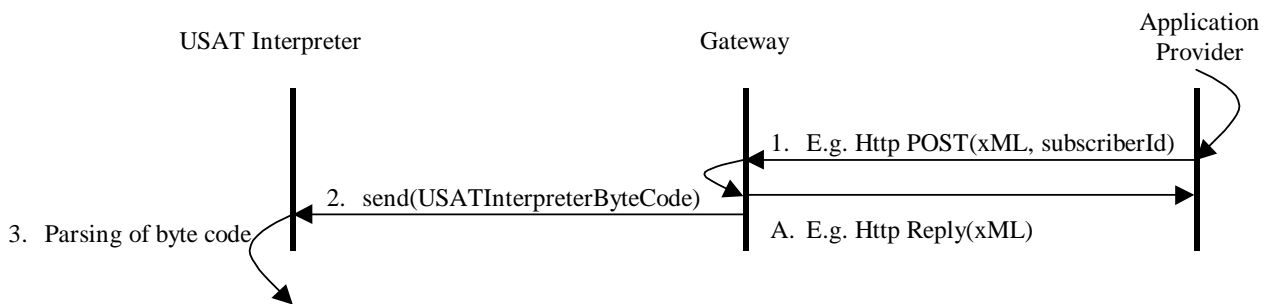 USAT Interpreter
Gateway
Application
Provider
1. E.g. Http POST(xML, subscriberId)
2. send(USATInterpreterByteCode)
3. Parsing of byte code
A. E.g. Http Reply(xML)